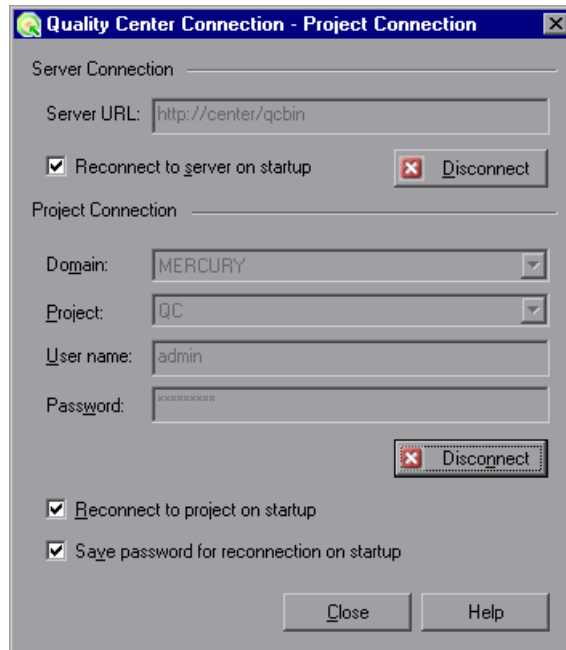 Quality Center Connection - Project Connection
Server Connection
Server URL: http://center/qcbin
Reconnect to server on startup Disconnect
Project Connection
Domain: MERCURY
Project: QC
User name: admin
Password: *********
Disconnect
Reconnect to project on startup
Save password for reconnection on startup
Close Help